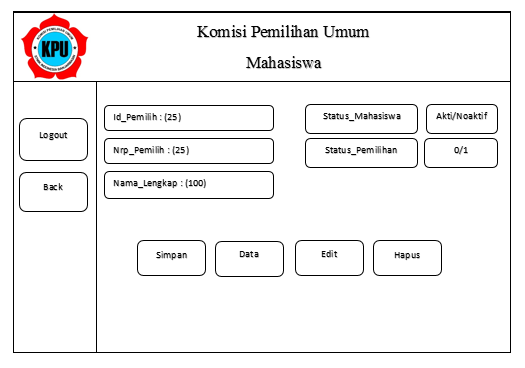 Komisi Pemilihan Umum
Mahasiswa
KPU
Logout
Back
Id_Pemilih : (25)
Nrp_Pemilih : (25)
Nama_Lengkap : (100)
Status_Mahasiswa
Akti/Noaktif
Status_Pemilihan
0/1
Simpan
Data
Edit
Hapus